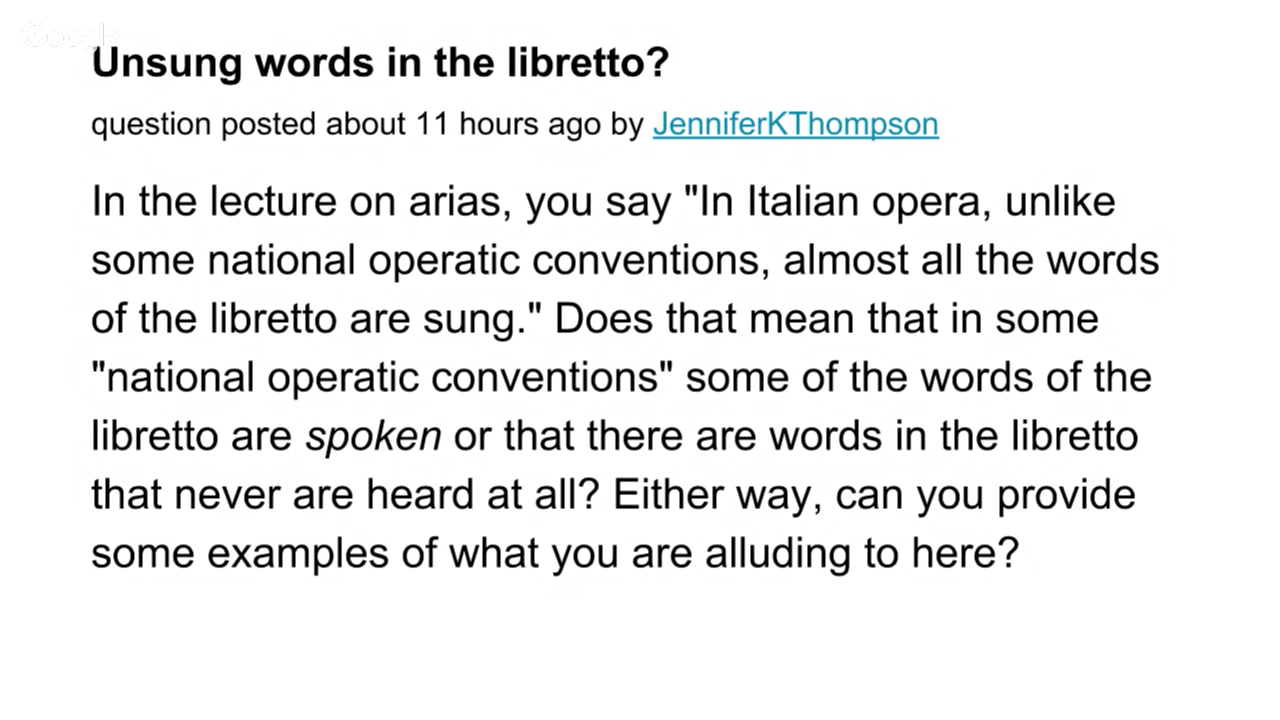 Google
Unsung words in the libretto?
question posted about 11 hours ago by JenniferKThompson
In the lecture on arias, you say "In Italian opera, unlike
some national operatic conventions, almost all the words
of the libretto are sung." Does that mean that in some
"national operatic conventions" some of the words of the
libretto are spoken or that there are words in the libretto
that never are heard at all? Either way, can you provide
some examples of what you are alluding to here?